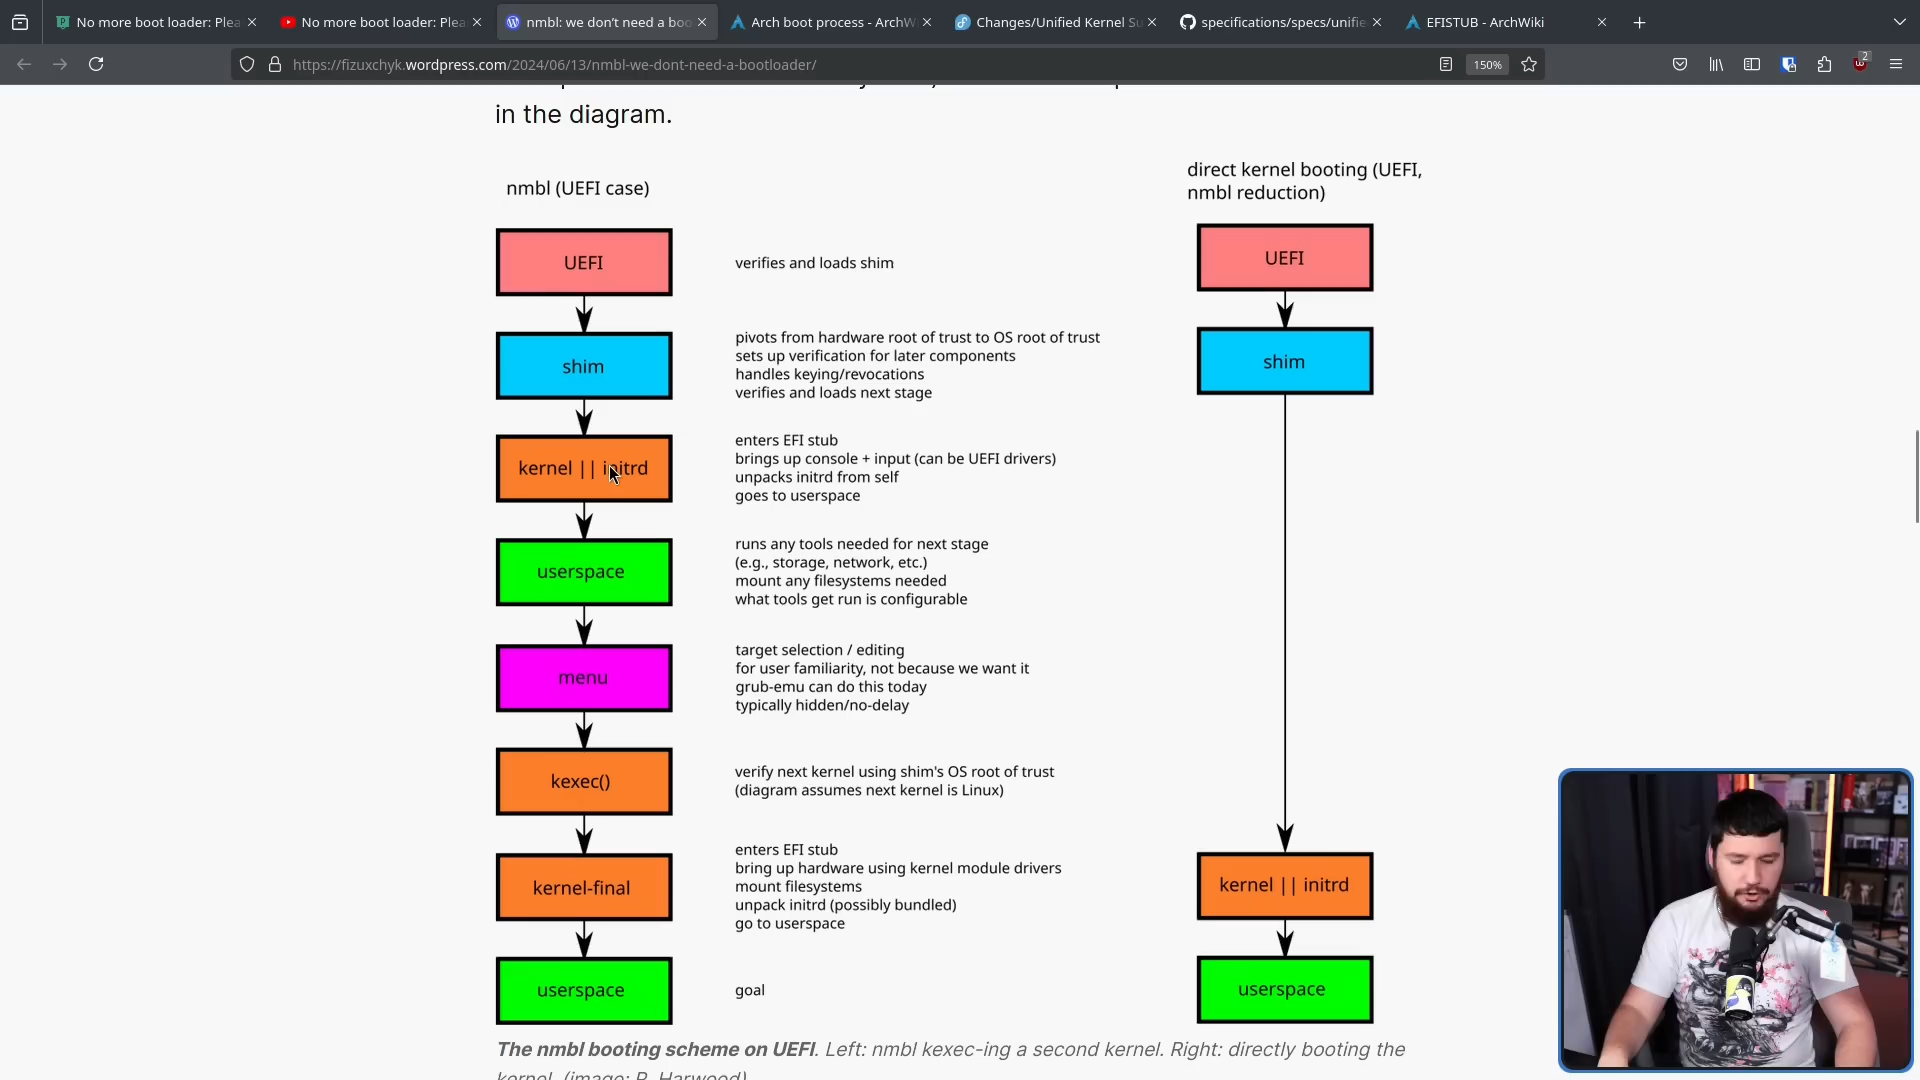 No more boot loader: Plea
No more boot loader: Plea
nmbl: we don't need a boo
Arch boot process - ArchW
Changes/Unified Kernel Su
specifications/specs/unifie
EFISTUB - ArchWiki
https://fizuxchyk.wordpress.com/2024/06/13/nmbl-we-dont-need-a-bootloader/
150%
2
in the diagram.
nmbl (UEFI case)
direct kernel booting (UEFI,
nmbl reduction)
UEFI
verifies and loads shim
UEFI
shim
pivots from hardware root of trust to OS root of trust
sets up verification for later components
handles keying/revocations
verifies and loads next stage
shim
kernel || initrd
enters EFI stub
brings up console + input (can be UEFI drivers)
unpacks initrd from self
goes to userspace
userspace
runs any tools needed for next stage
(e.g., storage, network, etc.)
mount any filesystems needed
what tools get run is configurable
menu
target selection / editing
for user familiarity, not because we want it
grub-emu can do this today
typically hidden/no-delay
kexec()
verify next kernel using shim's OS root of trust
(diagram assumes next kernel is Linux)
kernel-final
enters EFI stub
bring up hardware using kernel module drivers
mount filesystems
unpack initrd (possibly bundled)
go to userspace
kernel || initrd
userspace
goal
userspace
The nmbl booting scheme on UEFI. Left: nmbl kexec-ing a second kernel. Right: directly booting the
kernel. (image: R. Harwood)